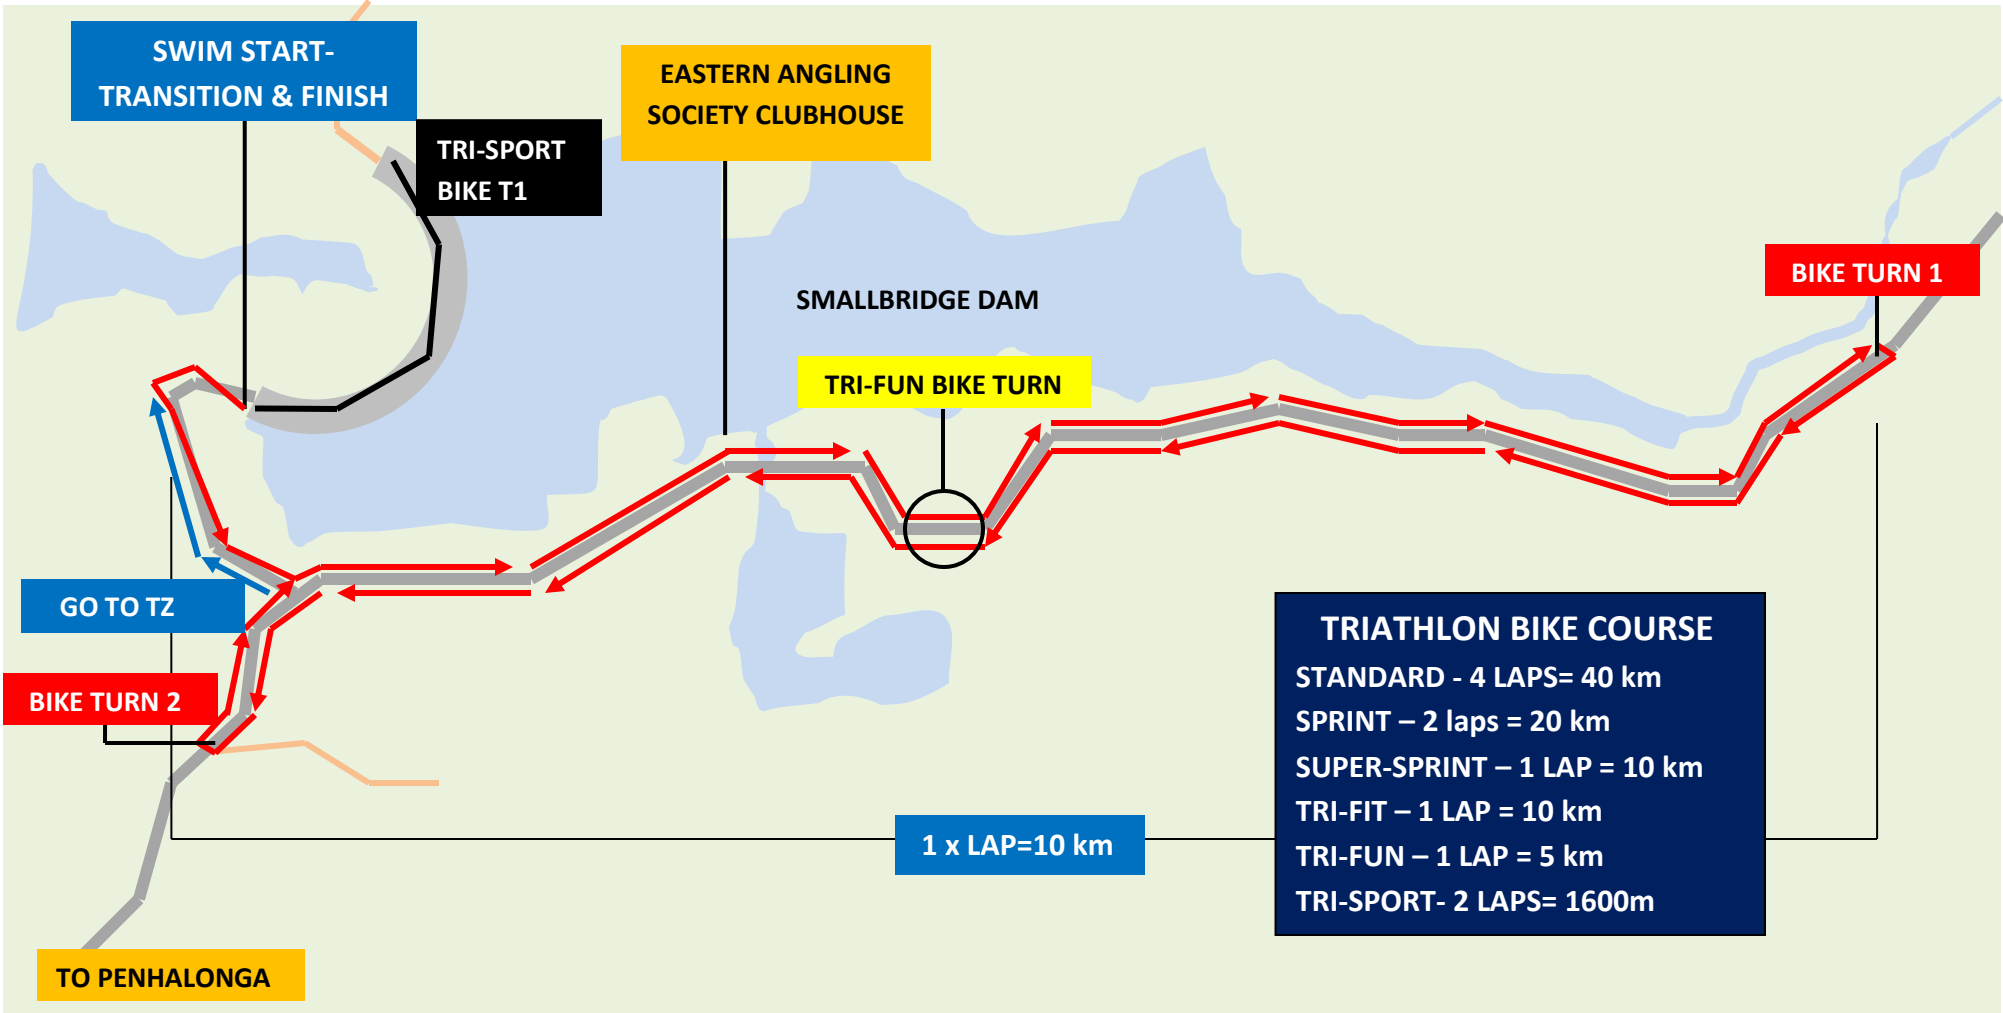 SWIM START-
TRANSITION & FINISH
EASTERN ANGLING
SOCIETY CLUBHOUSE
TRI-SPORT
BIKE T1
BIKE TURN 1
SMALLBRIDGE DAM
TRI-FUN BIKE TURN
GO TO TZ
BIKE TURN 2
TRIATHLON BIKE COURSE
STANDARD - 4 LAPS= 40 km
SPRINT – 2 laps = 20 km
SUPER-SPRINT – 1 LAP = 10 km
TRI-FIT – 1 LAP = 10 km
TRI-FUN – 1 LAP = 5 km
TRI-SPORT- 2 LAPS= 1600m
1 x LAP=10 km
TO PENHALONGA